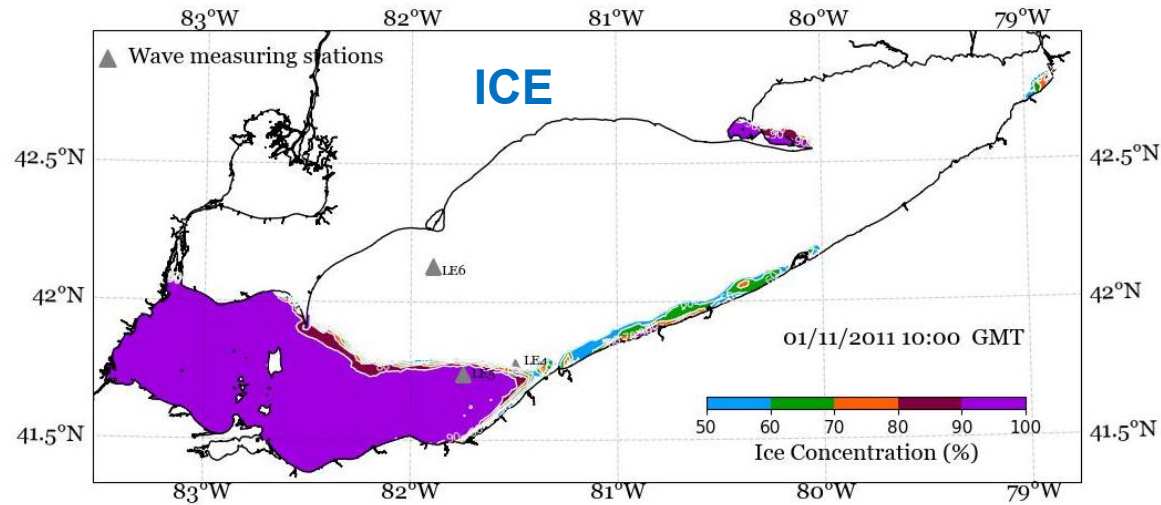 83°W 82°W 81°W 80°W 79°W
Wave measuring stations
ICE
42.5°N 42.5°N
LE6
42°N 42°N
01/11/2011 10:00 GMT
LE4
LE5
50 60 70 80 90 100
41.5°N 41.5°N
Ice Concentration (%)
83°W 82°W 81°W 80°W 79°W